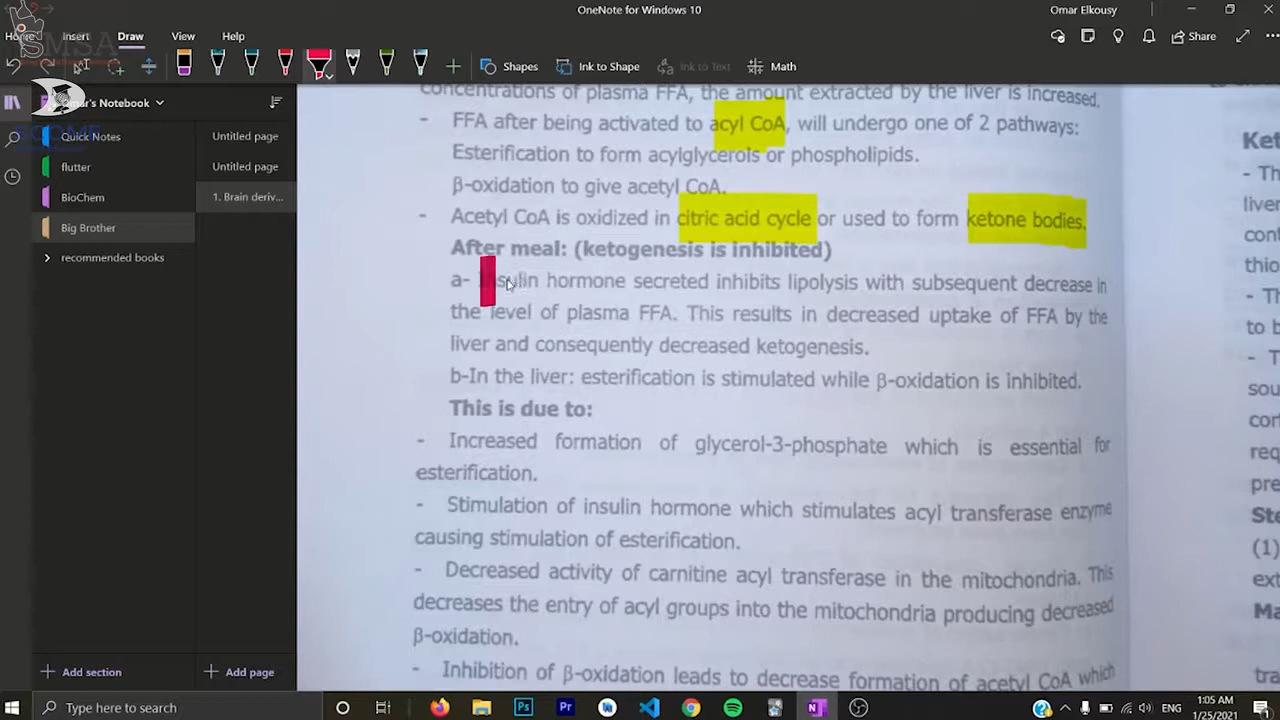 OneNote for Windows 10
Omar Elkousy
Home Insert Draw View Help
Share
Shapes Ink to Shape Ink to Text Math
Notebook
Quick Notes
flutter
BioChem
Big Brother
recommended books
Add section
Untitled page
Untitled page
1. Brain deriv...
Add page
concentrations of plasma FFA, the amount extracted by the liver is increased.
- FFA after being activated to acyl CoA, will undergo one of 2 pathways:
Esterification to form acylglycerols or phospholipids.
β-oxidation to give acetyl CoA.
- Acetyl CoA is oxidized in citric acid cycle or used to form ketone bodies.
After meal: (ketogenesis is inhibited)
a- Insulin hormone secreted inhibits lipolysis with subsequent decrease in
the level of plasma FFA. This results in decreased uptake of FFA by the
liver and consequently decreased ketogenesis.
b-In the liver: esterification is stimulated while β-oxidation is inhibited.
This is due to:
- Increased formation of glycerol-3-phosphate which is essential for
esterification.
- Stimulation of insulin hormone which stimulates acyl transferase enzyme
causing stimulation of esterification.
- Decreased activity of carnitine acyl transferase in the mitochondria. This
decreases the entry of acyl groups into the mitochondria producing decreased
β-oxidation.
- Inhibition of β-oxidation leads to decrease formation of acetyl CoA which
Type here to search
ENG
1:05 AM
1/25/2021